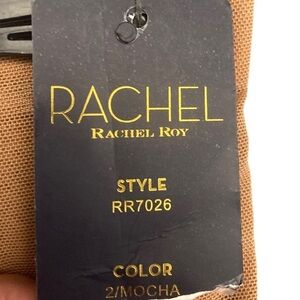 RACHEL
RACHEL ROY
STYLE
RR7026
COLOR
2/MOCHA